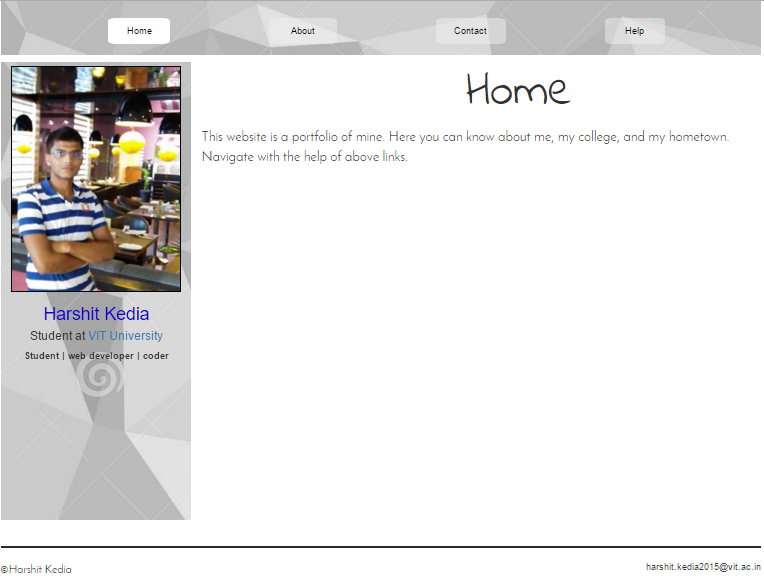 Home About Contact Help
Home
This website is a portfolio of mine. Here you can know about me, my college, and my hometown.
Navigate with the help of above links.
Harshit Kedia
Student at VIT University
Student | web developer | coder
©Harshit Kedia harshit.kedia2015@vit.ac.in